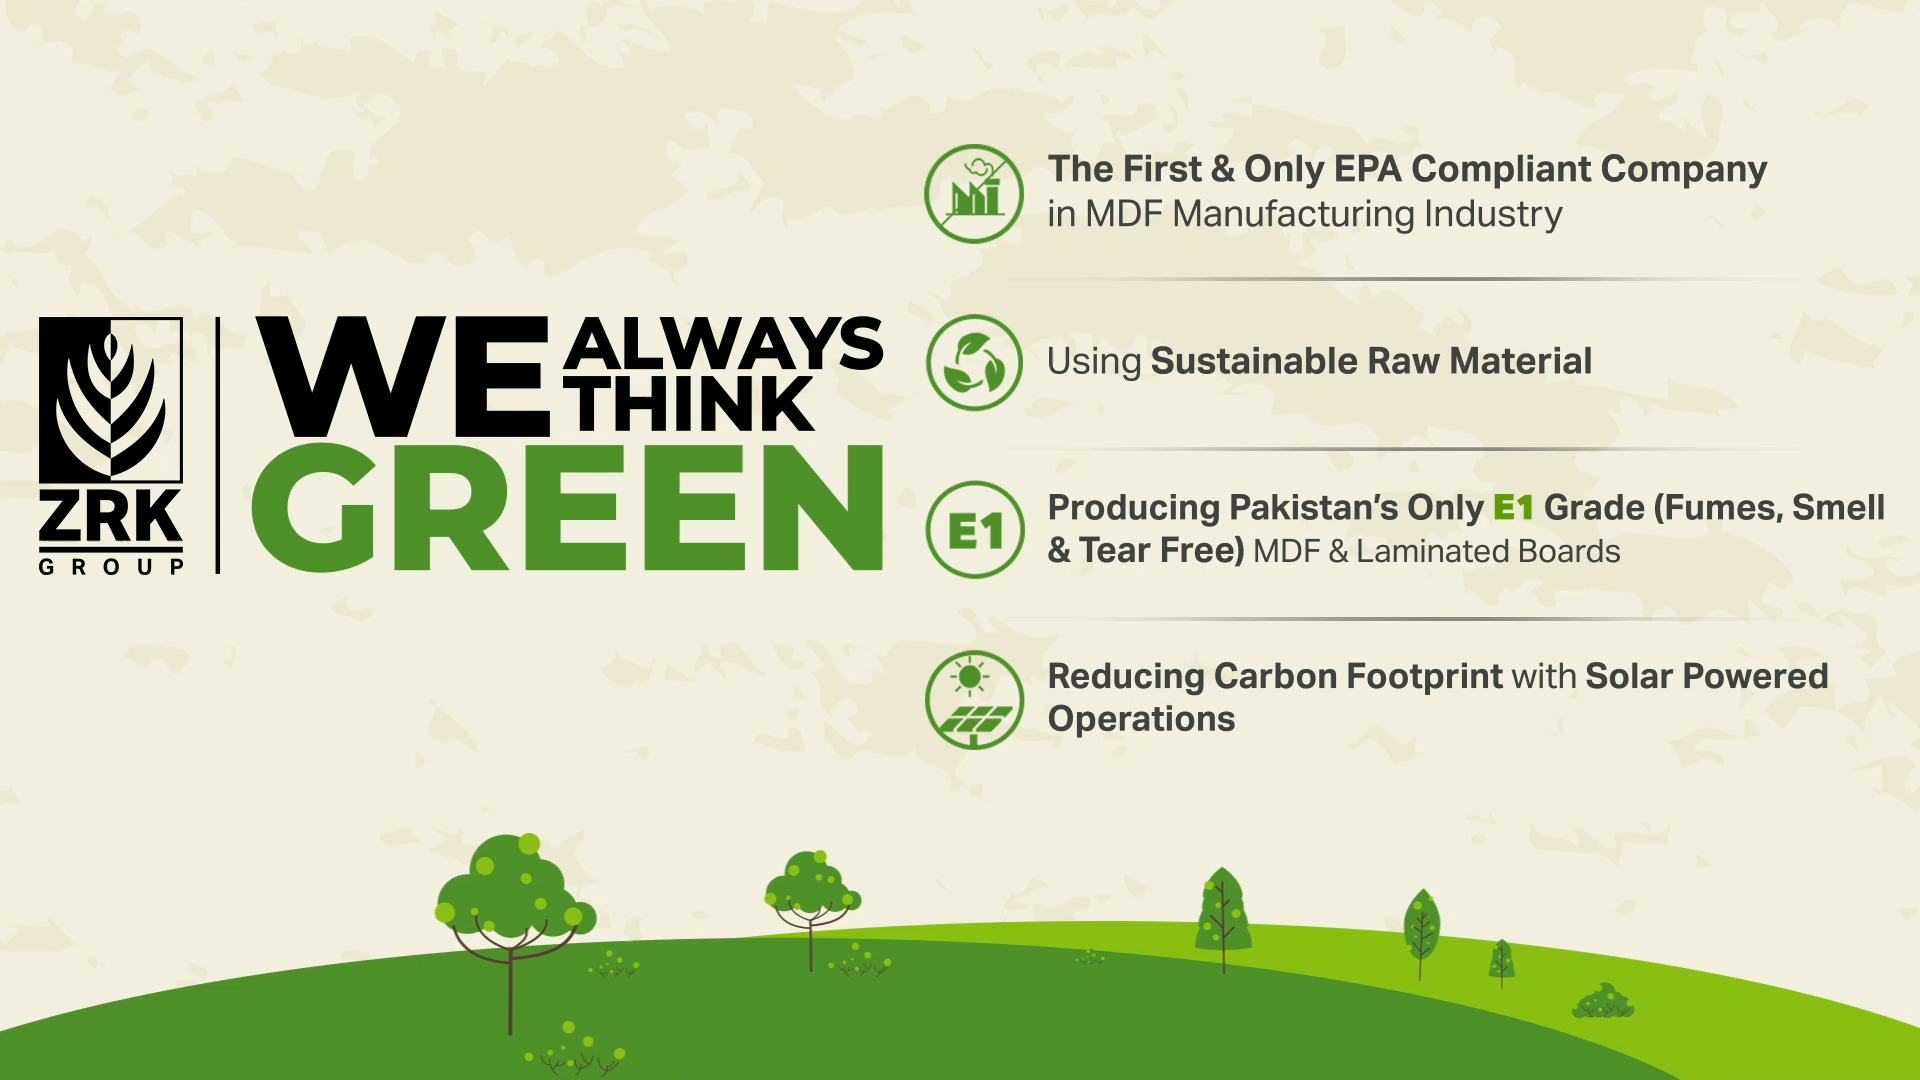 ZRK
GROUP
WE ALWAYS
THINK
GREEN
The First & Only EPA Compliant Company
in MDF Manufacturing Industry
Using Sustainable Raw Material
E1
Producing Pakistan’s Only E1 Grade (Fumes, Smell
& Tear Free) MDF & Laminated Boards
Reducing Carbon Footprint with Solar Powered
Operations